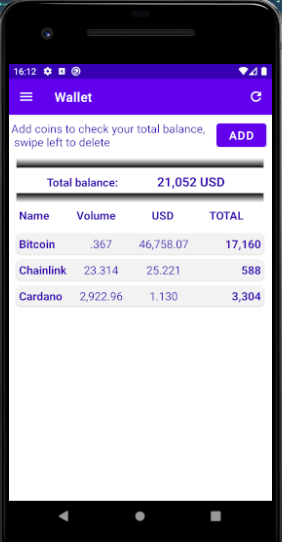 16:12
Wallet
Add coins to check your total balance, ADD
swipe left to delete
Total balance: 21,052 USD
Name Volume USD TOTAL
Bitcoin .367 46,758.07 17,160
Chainlink 23.314 25.221 588
Cardano 2,922.96 1.130 3,304